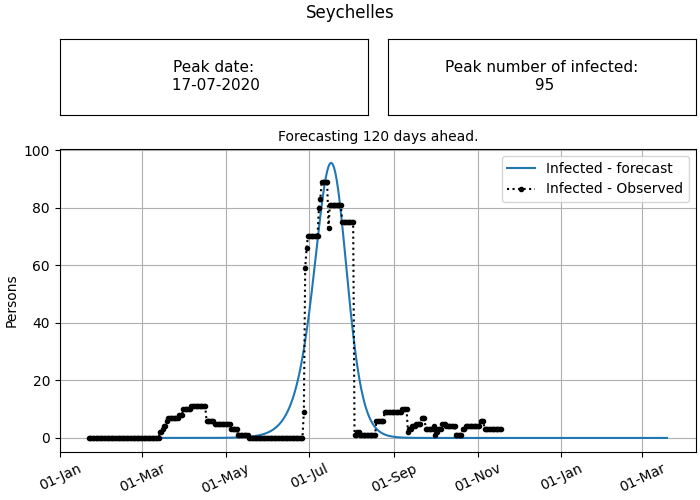 Seychelles
Peak date:
17-07-2020
Peak number of infected:
95
Forecasting 120 days ahead.
Infected - forecast
Infected - Observed
Persons
100
80
60
40
20
0
01-Jan
01-Mar
01-May
01-Jul
01-Sep
01-Nov
01-Jan
01-Mar